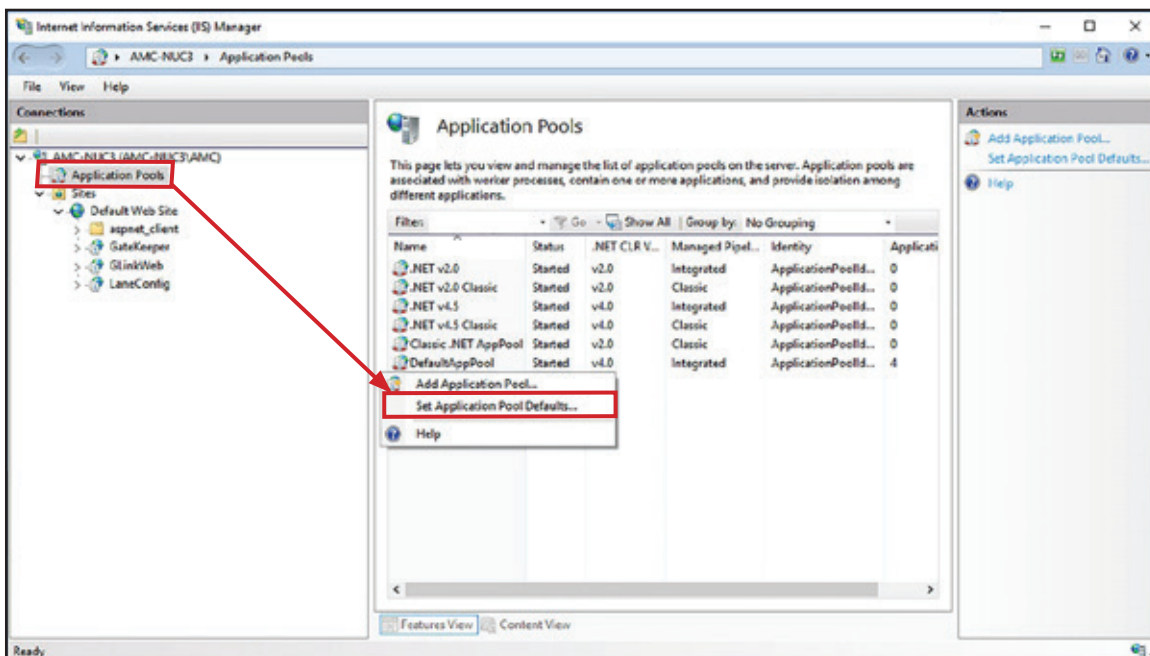 Internet Information Services (IIS) Manager
AMC-NUC3 Application Pools
File View Help
Connections
AMC-NUC3 (AMC-NUC3\AMC)
Application Pools
Sites
Default Web Site
aspnet_client
GateKeeper
GLinkWeb
LaneConfig
Application Pools
This page lets you view and manage the list of application pools on the server. Application pools are
associated with worker processes, contain one or more applications, and provide isolation among
different applications.
Filter: Go Show All Group by: No Grouping
Name Status .NET CLR V... Managed Pipel... Identity Applicati
.NET v2.0 Started v2.0 Integrated ApplicationPoolId... 0
.NET v2.0 Classic Started v2.0 Classic ApplicationPoolId... 0
.NET v4.5 Started v4.0 Integrated ApplicationPoolId... 0
.NET v4.5 Classic Started v4.0 Classic ApplicationPoolId... 0
Classic .NET AppPool Started v2.0 Classic ApplicationPoolId... 0
DefaultAppPool Started v4.0 Integrated ApplicationPoolId... 4
Add Application Pool...
Set Application Pool Defaults...
Help
Features View Content View
Actions
Add Application Pool...
Set Application Pool Defaults...
Help
Ready